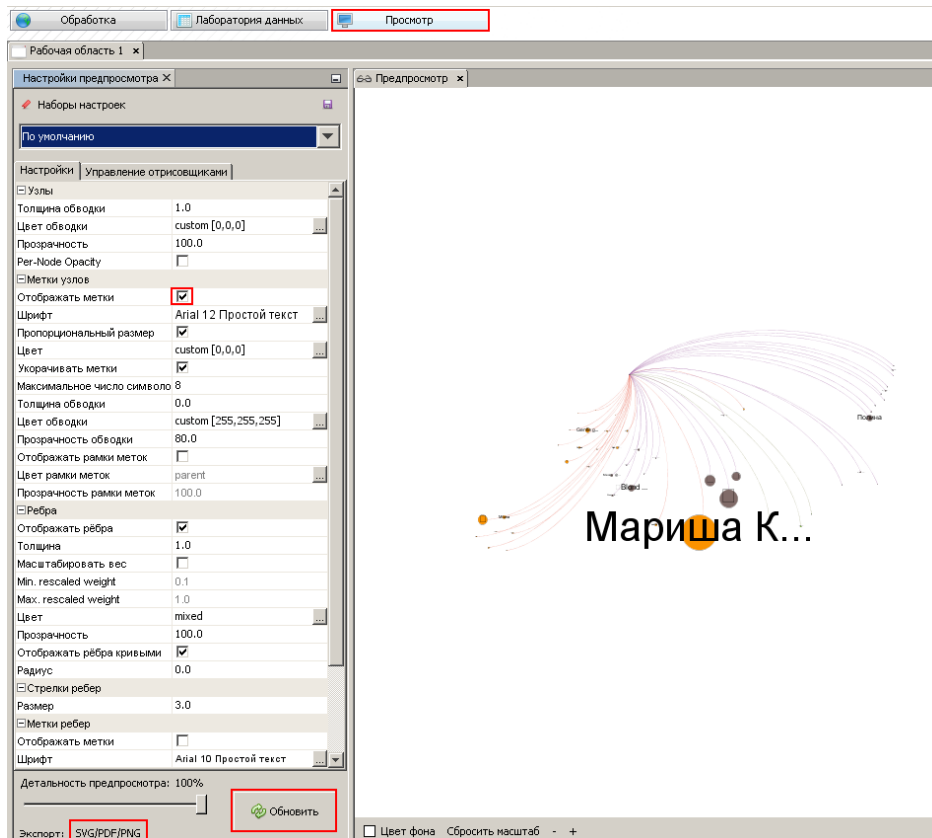 Обработка Лаборатория данных Просмотр
Рабочая область 1
Настройки предпросмотра
Наборы настроек
По умолчанию
Настройки Управление отрисовщиками
Узлы
Толщина обводки 1.0
Цвет обводки custom [0,0,0] ...
Прозрачность 100.0
Per-Node Opacity
Метки узлов
Отображать метки
Шрифт Arial 12 Простой текст ...
Пропорциональный размер
Цвет custom [0,0,0] ...
Укорачивать метки
Максимальное число символо 8
Толщина обводки 0.0
Цвет обводки custom [255,255,255] ...
Прозрачность обводки 80.0
Отображать рамки меток
Цвет рамки меток parent ...
Прозрачность рамки меток 100.0
Ребра
Отображать рёбра
Толщина 1.0
Масштабировать вес
Min. rescaled weight 0.1
Max. rescaled weight 1.0
Цвет mixed ...
Прозрачность 100.0
Отображать рёбра кривыми
Радиус 0.0
Стрелки ребер
Размер 3.0
Метки ребер
Отображать метки
Шрифт Arial 10 Простой текст ...
Детальность предпросмотра: 100%
Обновить
Экспорт: SVG/PDF/PNG
Предпросмотр
Мариша К...
Цвет фона Сбросить масштаб - +